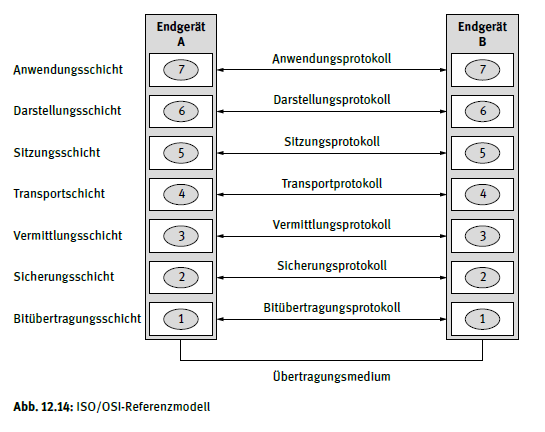 Endgerät Endgerät
A B
Anwendungsschicht 7 Anwendungsprotokoll 7
Darstellungsschicht 6 Darstellungsprotokoll 6
Sitzungsschicht 5 Sitzungsprotokoll 5
Transportschicht 4 Transportprotokoll 4
Vermittlungsschicht 3 Vermittlungsprotokoll 3
Sicherungsschicht 2 Sicherungsprotokoll 2
Bitübertragungsschicht 1 Bitübertragungsprotokoll 1
Übertragungsmedium
Abb. 12.14: ISO/OSI-Referenzmodell